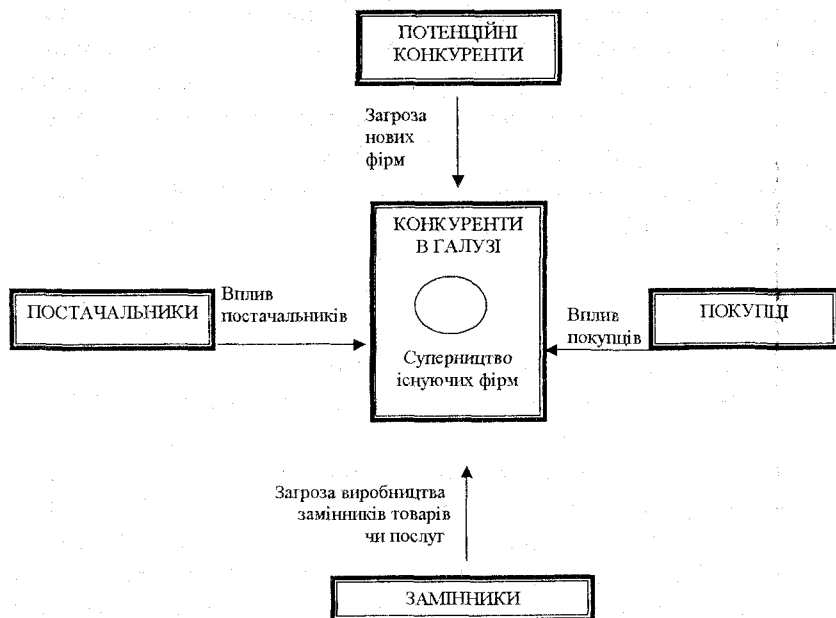 ПОТЕНЦІЙНІ
КОНКУРЕНТИ
Загроза
нових
фірм
КОНКУРЕНТИ
В ГАЛУЗІ
Суперництво
існуючих фірм
ПОСТАЧАЛЬНИКИ
Вплив
постачальників
Вплив
покупців
ПОКУПЦІ
Загроза виробництва
замінників товарів
чи послуг
ЗАМІННИКИ